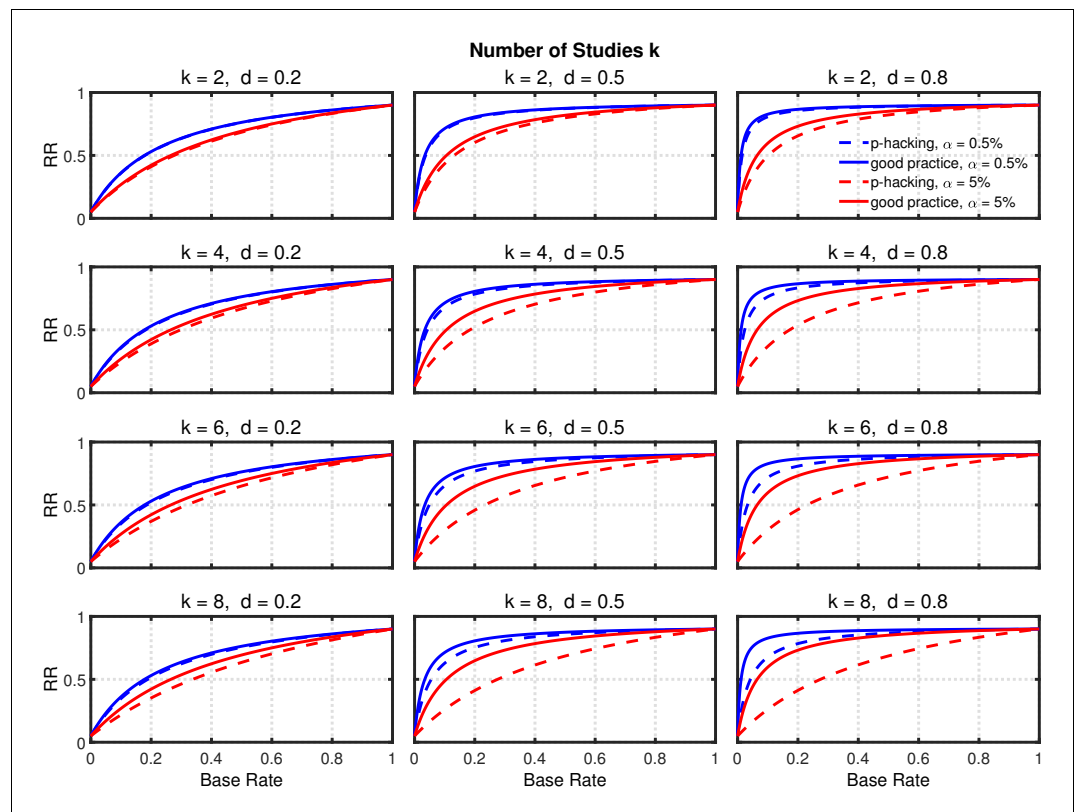 Number of Studies k
k = 2, d = 0.2
k = 2, d = 0.5
k = 2, d = 0.8
1
0.5
0
RR
p-hacking, α = 0.5%
good practice, α = 0.5%
p-hacking, α = 5%
good practice, α = 5%
k = 4, d = 0.2
k = 4, d = 0.5
k = 4, d = 0.8
1
0.5
0
RR
k = 6, d = 0.2
k = 6, d = 0.5
k = 6, d = 0.8
1
0.5
0
RR
k = 8, d = 0.2
k = 8, d = 0.5
k = 8, d = 0.8
1
0.5
0
RR
0 0.2 0.4 0.6 0.8 1
0 0.2 0.4 0.6 0.8 1
0 0.2 0.4 0.6 0.8 1
Base Rate
Base Rate
Base Rate